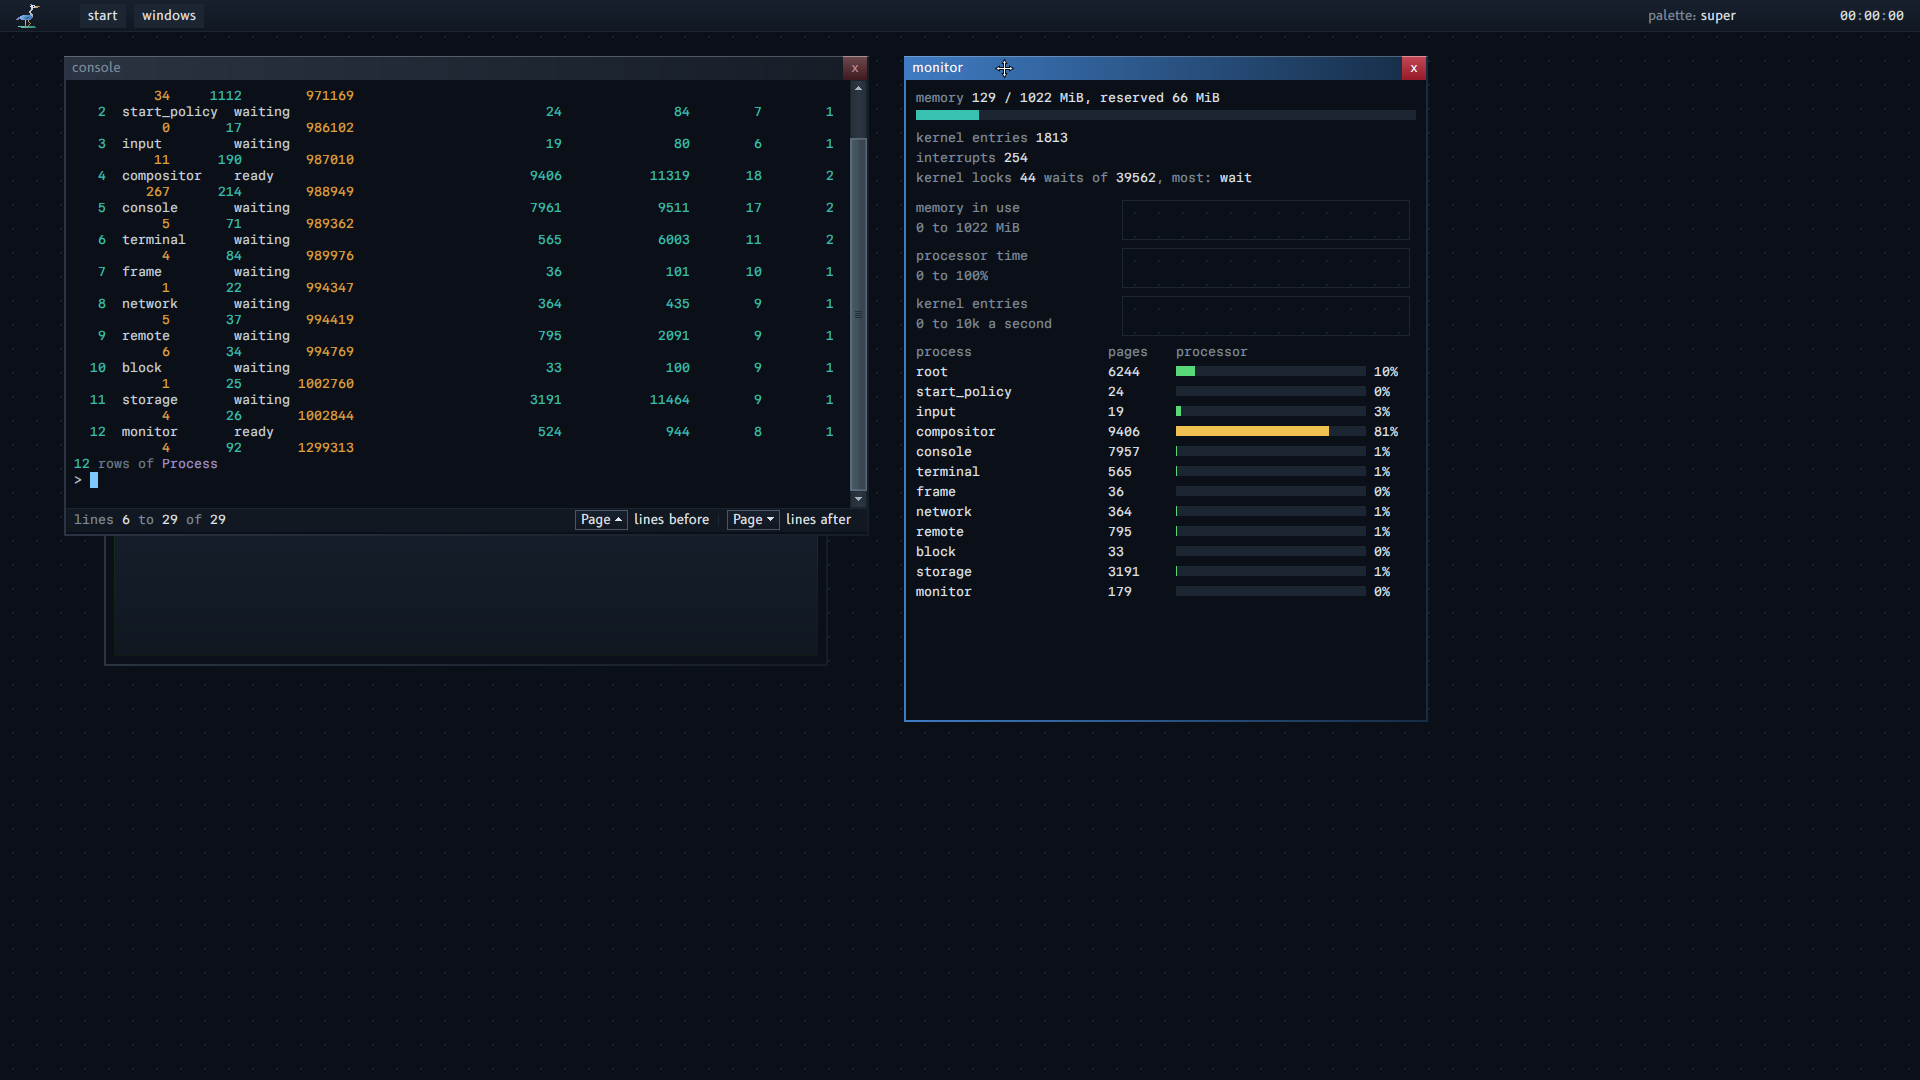 start windows palette: super 00:00:00
console x
34 1112 971169
2 start_policy waiting 24 84 7 1
0 17 986102
3 input waiting 19 80 6 1
11 190 987010
4 compositor ready 9406 11319 18 2
267 214 988949
5 console waiting 7961 9511 17 2
5 71 989362
6 terminal waiting 565 6003 11 2
4 84 989976
7 frame waiting 36 101 10 1
1 22 994347
8 network waiting 364 435 9 1
5 37 994419
9 remote waiting 795 2091 9 1
6 34 994769
10 block waiting 33 100 9 1
1 25 1002760
11 storage waiting 3191 11464 9 1
4 26 1002844
12 monitor ready 524 944 8 1
4 92 1299313
12 rows of Process
>
lines 6 to 29 of 29 Page lines before Page lines after
monitor x
memory 129 / 1022 MiB, reserved 66 MiB
kernel entries 1813
interrupts 254
kernel locks 44 waits of 39562, most: wait
memory in use
0 to 1022 MiB
processor time
0 to 100%
kernel entries
0 to 10k a second
process pages processor
root 6244 10%
start_policy 24 0%
input 19 3%
compositor 9406 81%
console 7957 1%
terminal 565 1%
frame 36 0%
network 364 1%
remote 795 1%
block 33 0%
storage 3191 1%
monitor 179 0%